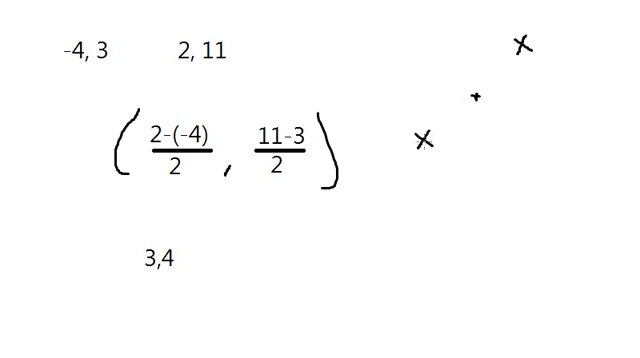 -4, 3 2, 11
( 2-(-4) / 2 , 11-3 / 2 )
3,4